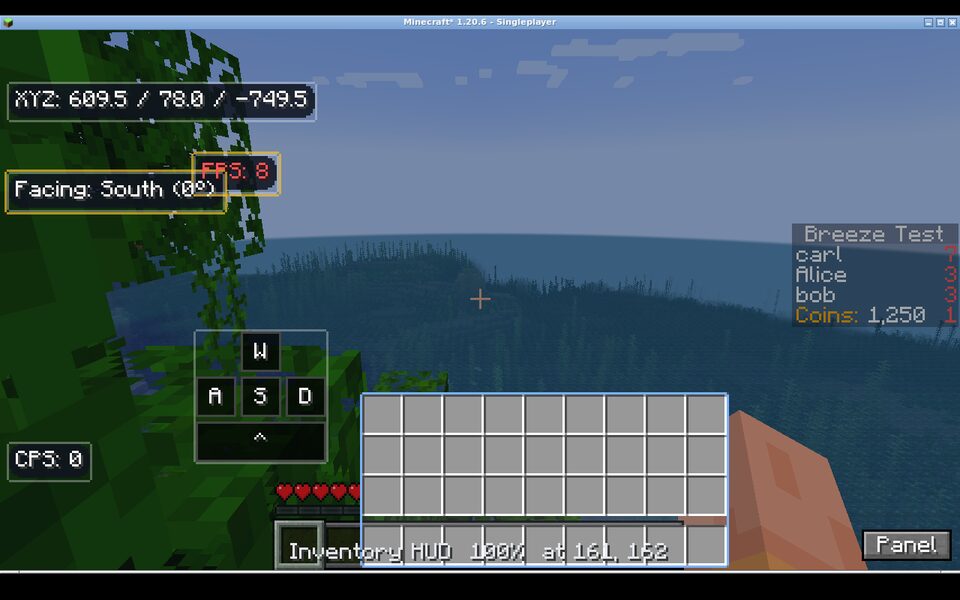 Minecraft* 1.20.6 - Singleplayer
XYZ: 609.5 / 78.0 / -749.5
FPS: 8
Facing: South (0°)
Breeze Test
carl 7
Alice 3
bob 3
Coins: 1,250 1
W
A S D
^
CPS: 0
Inventory HUD 100% at 161, 162
Panel